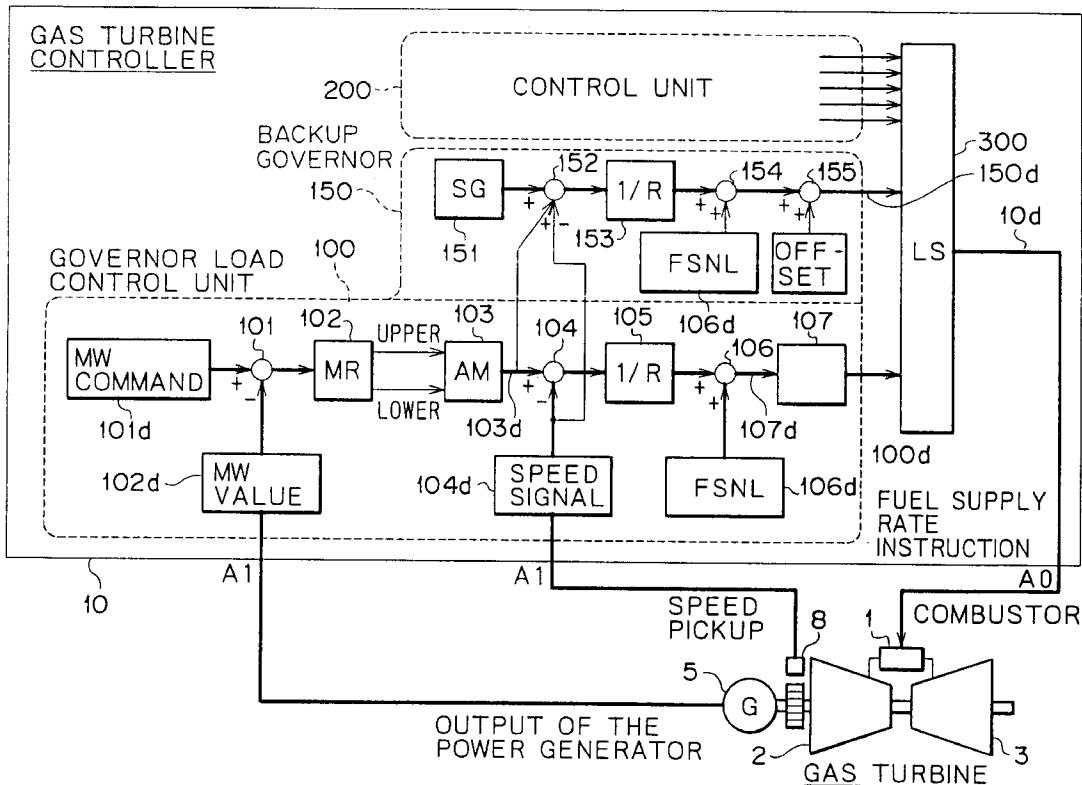 GAS TURBINE
CONTROLLER
200
CONTROL UNIT
300
BACKUP
GOVERNOR
150
SG
151
+
152
+ -
1/R
153
+
154
+
FSNL
106d
+
155
+
OFF-
SET
150d
LS
10d
GOVERNOR LOAD
CONTROL UNIT
100
MW
COMMAND
101d
+
101
-
102
MR
UPPER
LOWER
103
AM
103d
+
104
-
105
1/R
+
106
+
107d
107
100d
MW
VALUE
102d
SPEED
SIGNAL
104d
FSNL
106d
FUEL SUPPLY
RATE
INSTRUCTION
10
A1
A1
A0
SPEED
PICKUP
8
1
COMBUSTOR
5
G
OUTPUT OF THE
POWER GENERATOR
2
3
GAS TURBINE